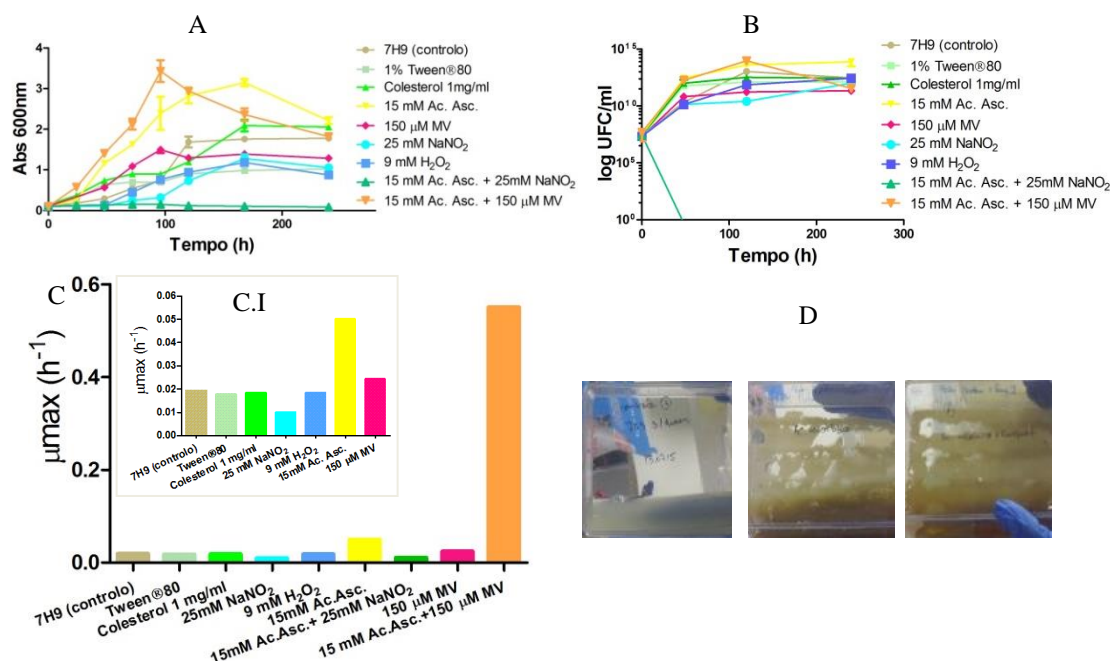 A
Abs 600nm
4
3
2
1
0
0
100
200
Tempo (h)
7H9 (controlo)
1% Tween®80
Colesterol 1mg/ml
15 mM Ac. Asc.
150 μM MV
25 mM NaNO₂
9 mM H₂O₂
15 mM Ac. Asc. + 25mM NaNO₂
15 mM Ac. Asc. + 150 μM MV
B
log UFC/ml
10¹⁵
10¹⁰
10⁵
10⁰
0
100
200
300
Tempo (h)
7H9 (controlo)
1% Tween®80
Colesterol 1mg/ml
15 mM Ac. Asc.
150 μM MV
25 mM NaNO₂
9 mM H₂O₂
15 mM Ac. Asc. + 25mM NaNO₂
15 mM Ac. Asc. + 150 μM MV
C
μmax (h⁻¹)
0.6
0.4
0.2
0.0
7H9 (controlo)
Tween®80
Colesterol 1 mg/ml
25mM NaNO₂
9 mM H₂O₂
15mM Ac.Asc.
15mM Ac.Asc.+ 25mM NaNO₂
150 μM MV
15 mM Ac.Asc.+150 μM MV
C.I
μmax (h⁻¹)
0.06
0.05
0.04
0.03
0.02
0.01
0.00
7H9 (controlo)
Tween®80
Colesterol 1 mg/ml
25 mM NaNO₂
9 mM H₂O₂
15mM Ac. Asc.
150 μM MV
D